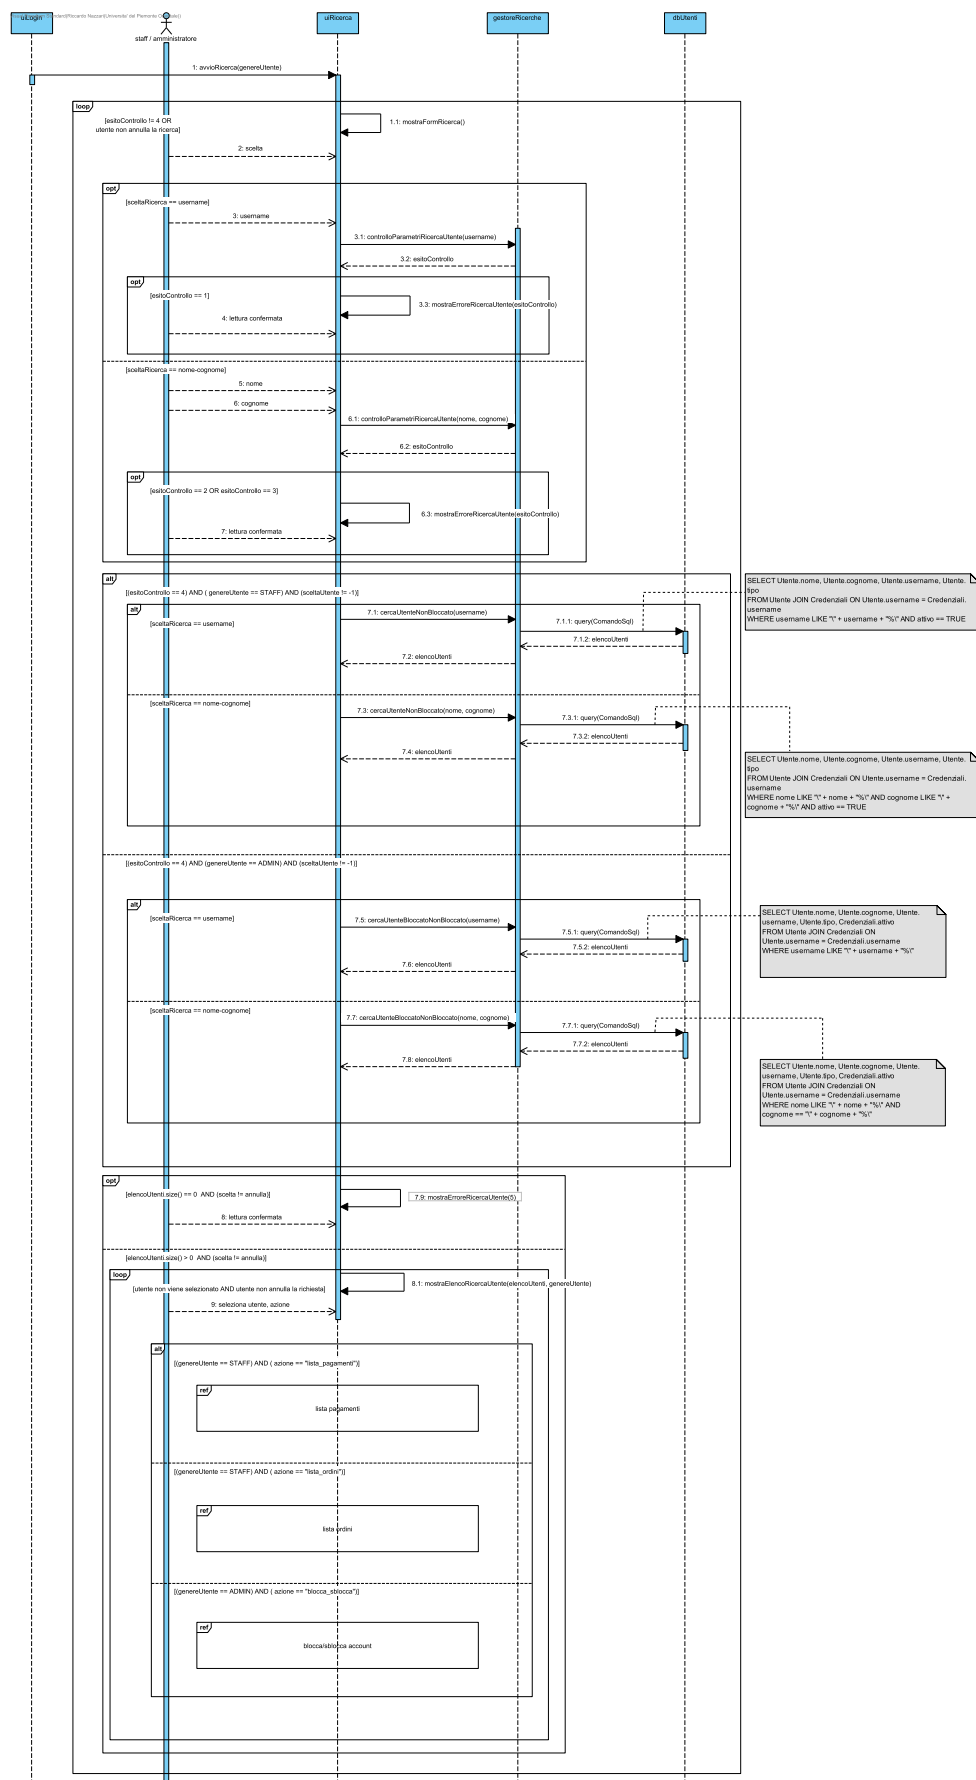 uiLogin
staff / amministratore
uiRicerca
gestoreRicerche
dbUtenti
1: avvioRicerca(genereUtente)
loop
[esitoControllo != 4 OR
utente non annulla la ricerca]
1.1: mostraFormRicerca()
2: scelta
opt
[sceltaRicerca == username]
3: username
3.1: controlloParametriRicercaUtente(username)
3.2: esitoControllo
opt
[esitoControllo == 1]
3.3: mostraErroreRicercaUtente(esitoControllo)
4: lettura confermata
[sceltaRicerca == nome-cognome]
5: nome
6: cognome
6.1: controlloParametriRicercaUtente(nome, cognome)
6.2: esitoControllo
opt
[esitoControllo == 2 OR esitoControllo == 3]
6.3: mostraErroreRicercaUtente(esitoControllo)
7: lettura confermata
alt
[(esitoControllo == 4) AND ( genereUtente == STAFF) AND (sceltaUtente != -1)]
SELECT Utente.nome, Utente.cognome, Utente.username, Utente.
tipo
FROM Utente JOIN Credenziali ON Utente.username = Credenziali.
username
WHERE username LIKE "\" + username + "%\" AND attivo == TRUE
alt
[sceltaRicerca == username]
7.1: cercaUtenteNonBloccato(username)
7.1.1: query(ComandoSql)
7.1.2: elencoUtenti
7.2: elencoUtenti
[sceltaRicerca == nome-cognome]
7.3: cercaUtenteNonBloccato(nome, cognome)
7.3.1: query(ComandoSql)
7.3.2: elencoUtenti
7.4: elencoUtenti
SELECT Utente.nome, Utente.cognome, Utente.username, Utente.
tipo
FROM Utente JOIN Credenziali ON Utente.username = Credenziali.
username
WHERE nome LIKE "\" + nome + "%\" AND cognome LIKE "\" +
cognome + "%\" AND attivo == TRUE
[(esitoControllo == 4) AND (genereUtente == ADMIN) AND (sceltaUtente != -1)]
alt
[sceltaRicerca == username]
7.5: cercaUtenteBloccatoNonBloccato(username)
7.5.1: query(ComandoSql)
7.5.2: elencoUtenti
7.6: elencoUtenti
SELECT Utente.nome, Utente.cognome, Utente.
username, Utente.tipo, Credenziali.attivo
FROM Utente JOIN Credenziali ON
Utente.username = Credenziali.username
WHERE username LIKE "\" + username + "%\"
[sceltaRicerca == nome-cognome]
7.7: cercaUtenteBloccatoNonBloccato(nome, cognome)
7.7.1: query(ComandoSql)
7.7.2: elencoUtenti
7.8: elencoUtenti
SELECT Utente.nome, Utente.cognome, Utente.
username, Utente.tipo, Credenziali.attivo
FROM Utente JOIN Credenziali ON
Utente.username = Credenziali.username
WHERE nome LIKE "\" + nome + "%\" AND
cognome == "\" + cognome + "%\"
opt
[elencoUtenti.size() == 0 AND (scelta != annulla)]
7.9: mostraErroreRicercaUtente(5)
8: lettura confermata
[elencoUtenti.size() > 0 AND (scelta != annulla)]
loop
[utente non viene selezionato AND utente non annulla la richiesta]
8.1: mostraElencoRicercaUtente(elencoUtenti, genereUtente)
9: seleziona utente, azione
alt
[(genereUtente == STAFF) AND ( azione == "lista_pagamenti")]
ref
lista pagamenti
[(genereUtente == STAFF) AND ( azione == "lista_ordini")]
ref
lista ordini
[(genereUtente == ADMIN) AND ( azione == "blocca_sblocca")]
ref
blocca/sblocca account